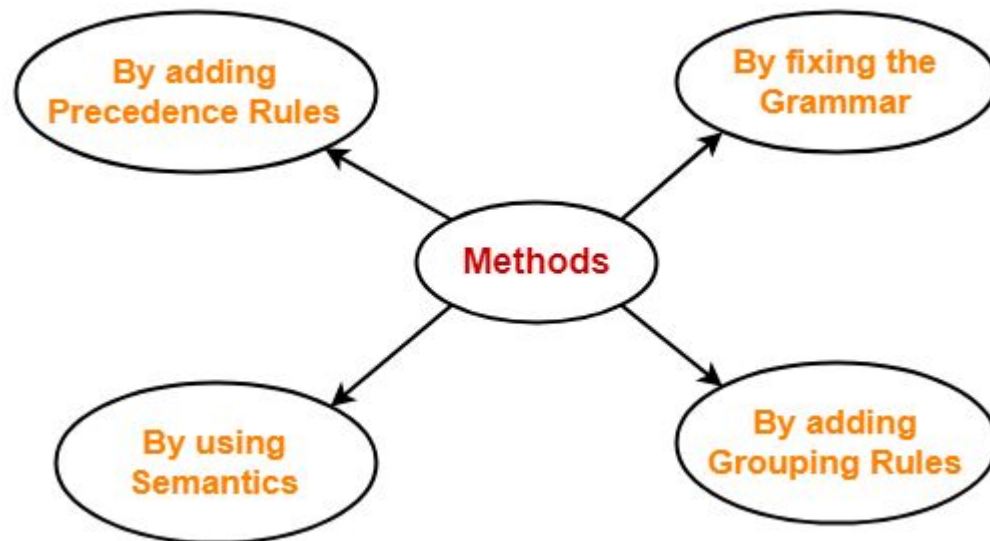 By adding
Precedence Rules
By fixing the
Grammar
Methods
By using
Semantics
By adding
Grouping Rules